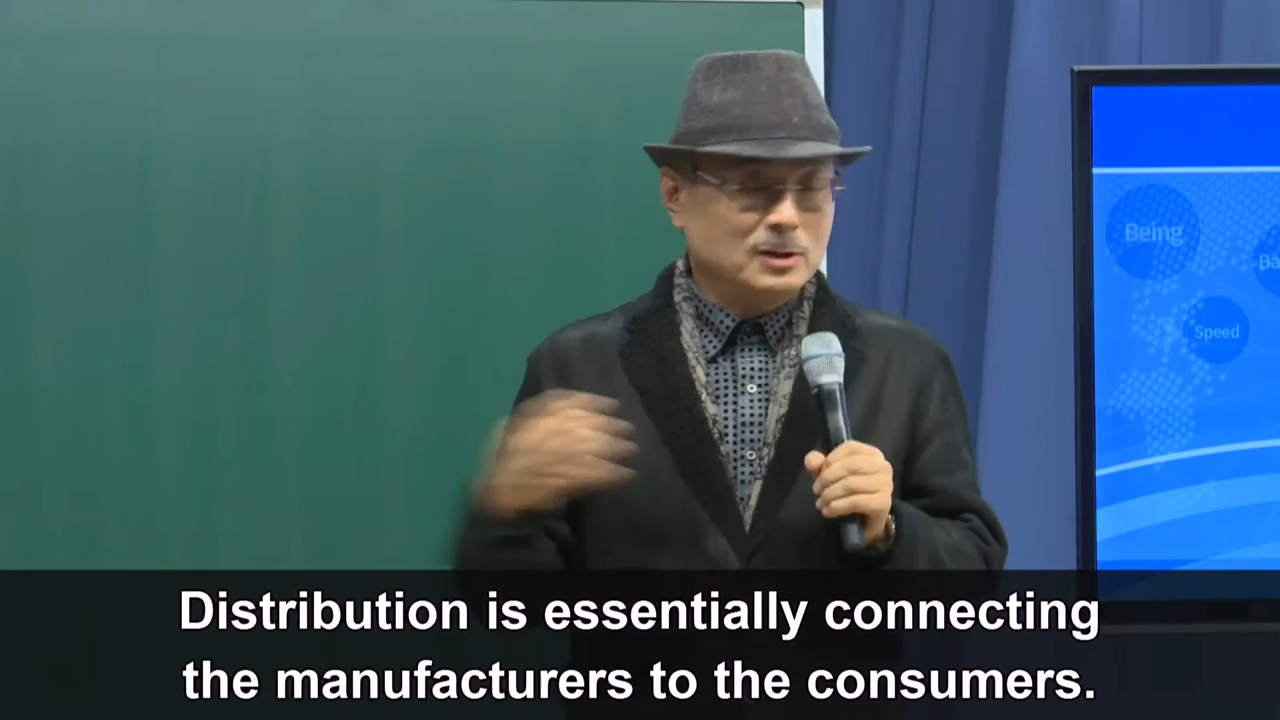 Being
Speed
Distribution is essentially connecting
the manufacturers to the consumers.